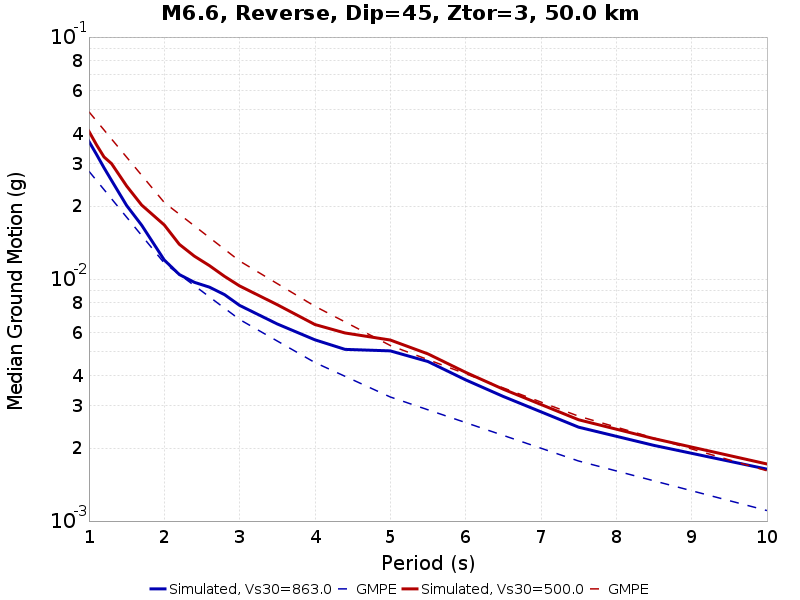 M6.6, Reverse, Dip=45, Ztor=3, 50.0 km
10-1
8
6
4
3
2
10-2
8
6
4
3
2
10-3
Median Ground Motion (g)
1 2 3 4 5 6 7 8 9 10
Period (s)
Simulated, Vs30=863.0 GMPE Simulated, Vs30=500.0 GMPE